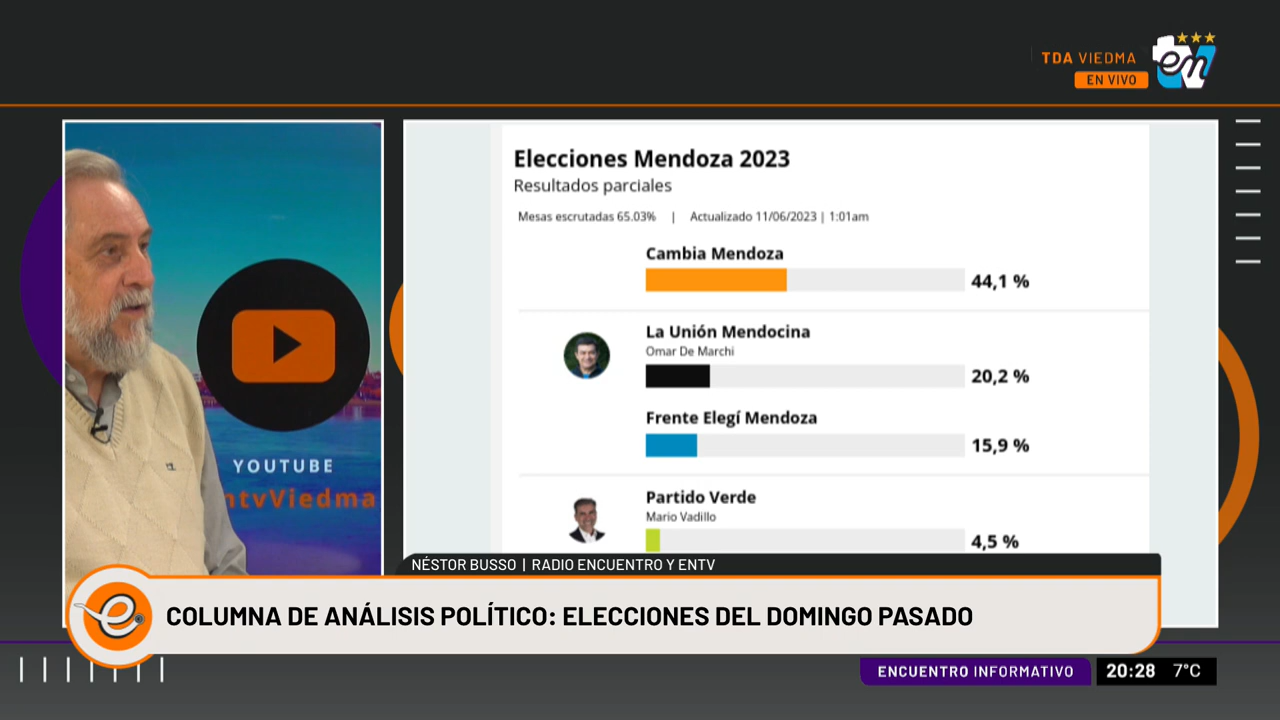 TDA VIEDMA
EN VIVO
em
Elecciones Mendoza 2023
Resultados parciales
Mesas escrutadas 65.03% | Actualizado 11/06/2023 | 1:01am
Cambia Mendoza
44,1 %
La Unión Mendocina
Omar De Marchi
20,2 %
Frente Elegí Mendoza
15,9 %
Partido Verde
Mario Vadillo
4,5 %
YOUTUBE
ntvViedma
NÉSTOR BUSSO | RADIO ENCUENTRO Y ENTV
e
COLUMNA DE ANÁLISIS POLÍTICO: ELECCIONES DEL DOMINGO PASADO
ENCUENTRO INFORMATIVO
20:28 7°C